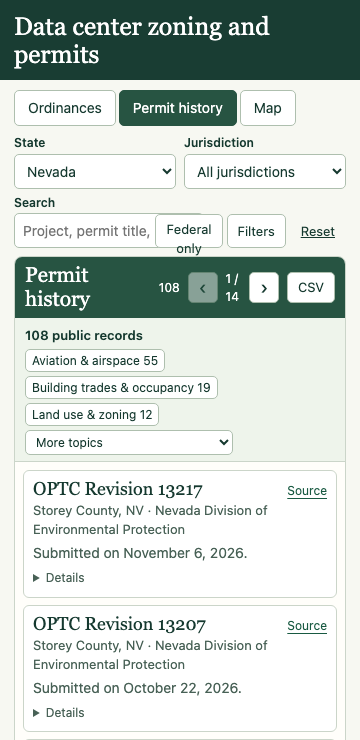 Data center zoning and
permits
Ordinances
Permit history
Map
State
Jurisdiction
Nevada
All jurisdictions
Search
Project, permit title,
Federal only
Filters
Reset
Permit history
108
‹
1 / 14
›
CSV
108 public records
Aviation & airspace 55
Building trades & occupancy 19
Land use & zoning 12
More topics
OPTC Revision 13217
Source
Storey County, NV · Nevada Division of
Environmental Protection
Submitted on November 6, 2026.
Details
OPTC Revision 13207
Source
Storey County, NV · Nevada Division of
Environmental Protection
Submitted on October 22, 2026.
Details